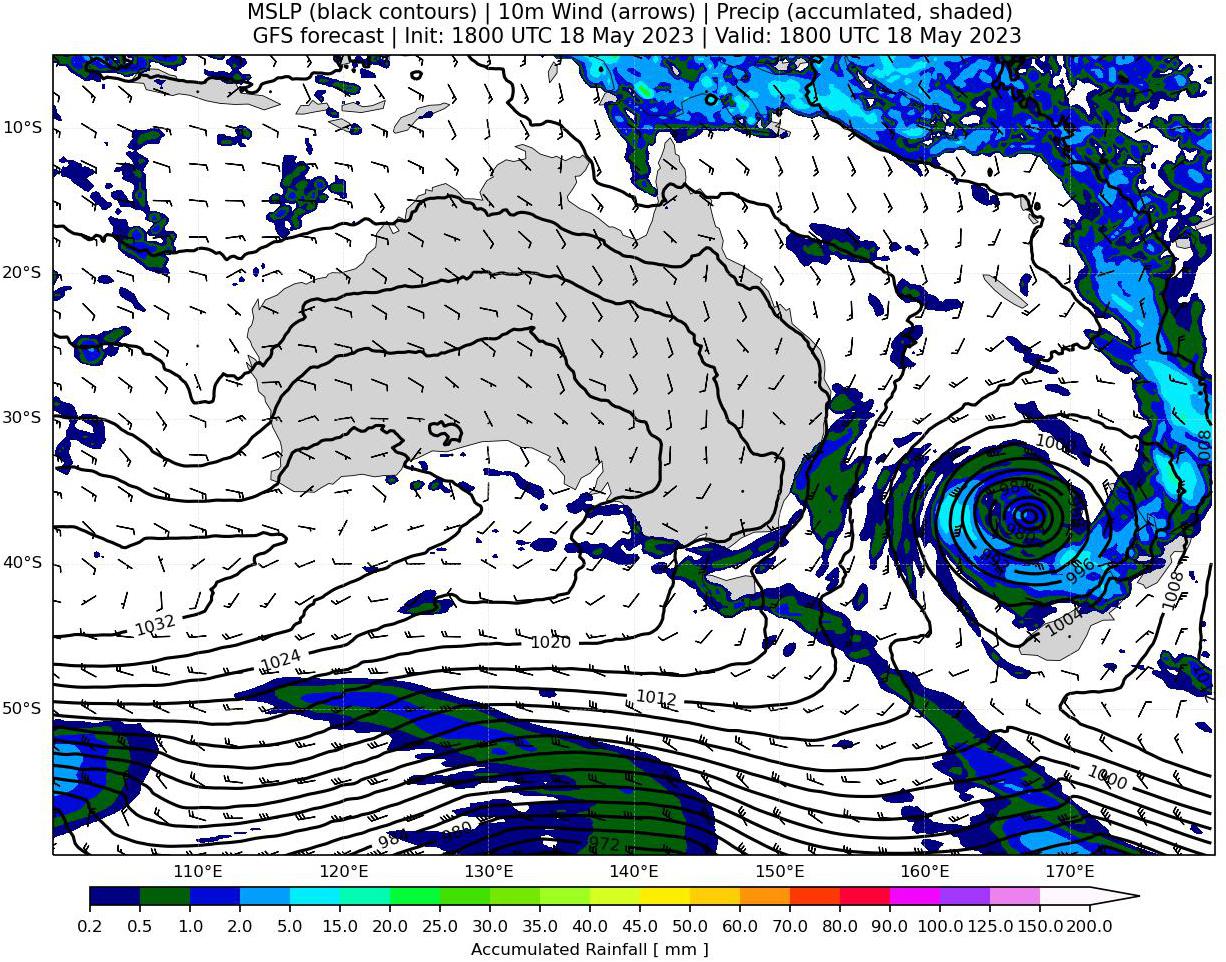 MSLP (black contours) | 10m Wind (arrows) | Precip (accumlated, shaded)
GFS forecast | Init: 1800 UTC 18 May 2023 | Valid: 1800 UTC 18 May 2023
10°S
20°S
30°S
1008
40°S
996
1008
1004
1032
1020
1024
1012
50°S
1000
980
972
110°E 120°E 130°E 140°E 150°E 160°E 170°E
0.2 0.5 1.0 2.0 5.0 10.0 15.0 20.0 25.0 30.0 35.0 40.0 45.0 50.0 60.0 70.0 80.0 90.0 100.0 125.0 150.0 200.0
Accumulated Rainfall [ mm ]